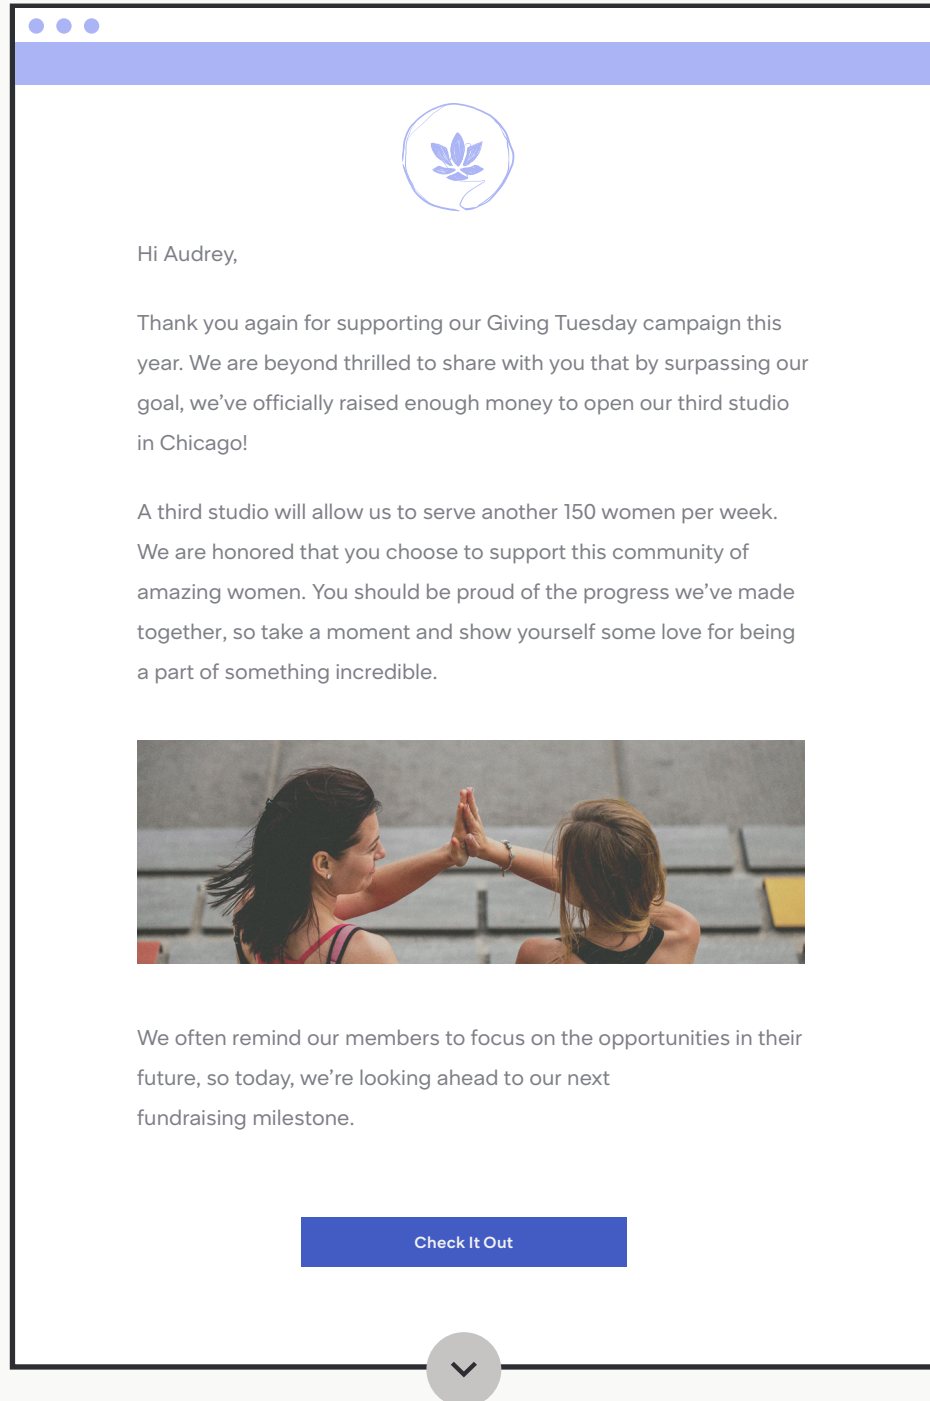 Hi Audrey,
Thank you again for supporting our Giving Tuesday campaign this
year. We are beyond thrilled to share with you that by surpassing our
goal, we’ve officially raised enough money to open our third studio
in Chicago!
A third studio will allow us to serve another 150 women per week.
We are honored that you choose to support this community of
amazing women. You should be proud of the progress we’ve made
together, so take a moment and show yourself some love for being
a part of something incredible.
We often remind our members to focus on the opportunities in their
future, so today, we’re looking ahead to our next
fundraising milestone.
Check It Out